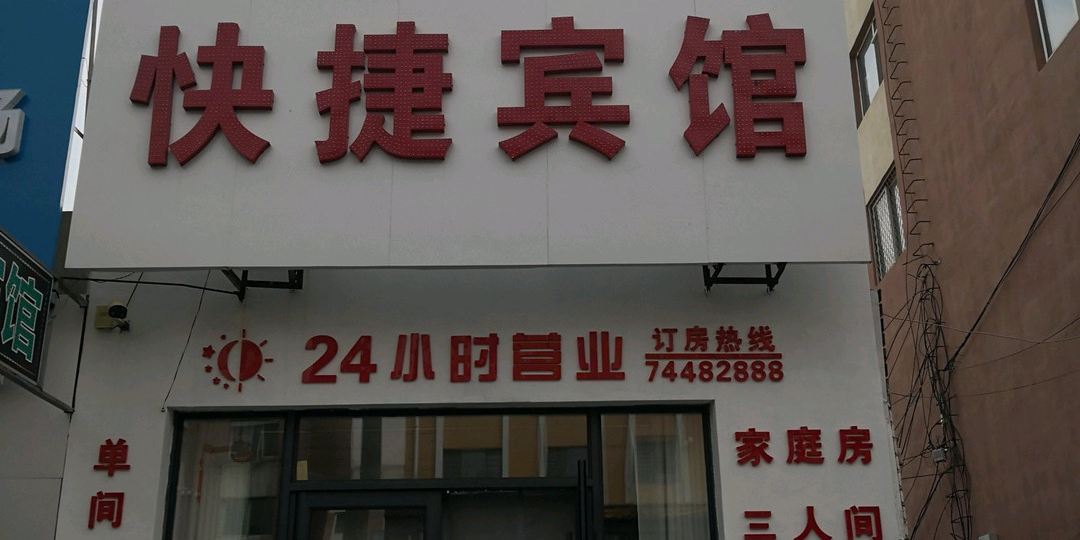 快捷宾馆
24小时营业
订房热线
74482888
馆
单间
家庭房
三人间